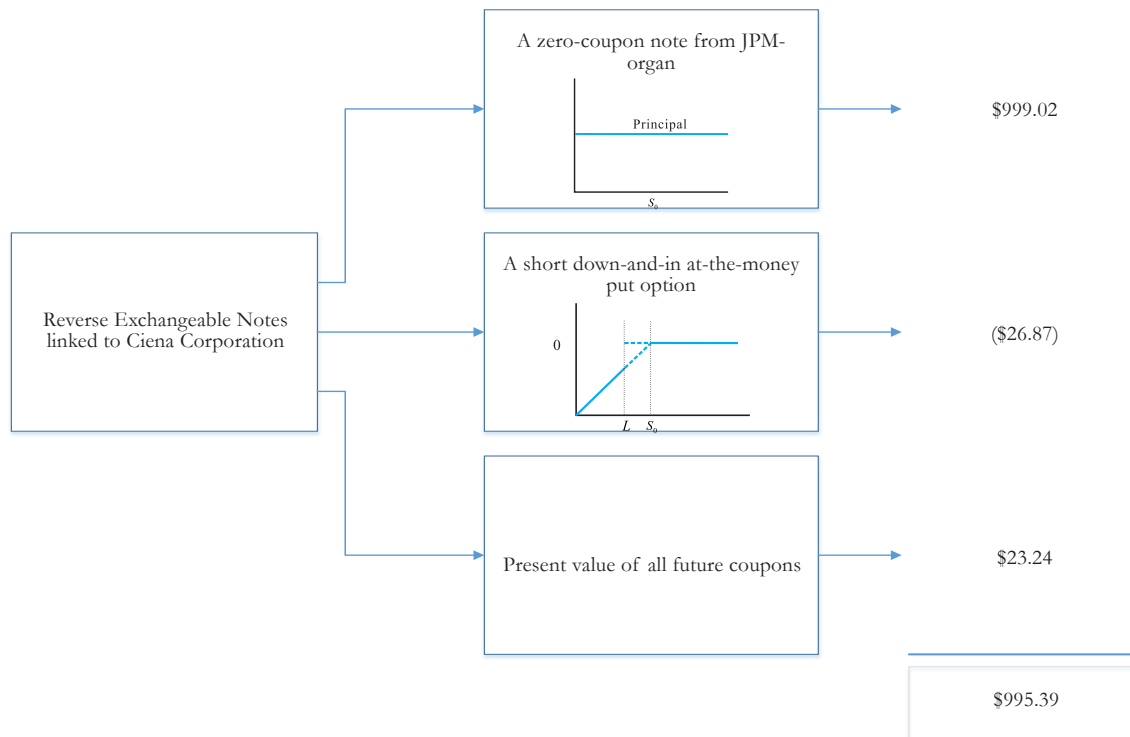 A zero-coupon note from JPM-
organ
Principal
S₀
$999.02
Reverse Exchangeable Notes
linked to Ciena Corporation
A short down-and-in at-the-money
put option
0
L S₀
($26.87)
Present value of all future coupons
$23.24
$995.39